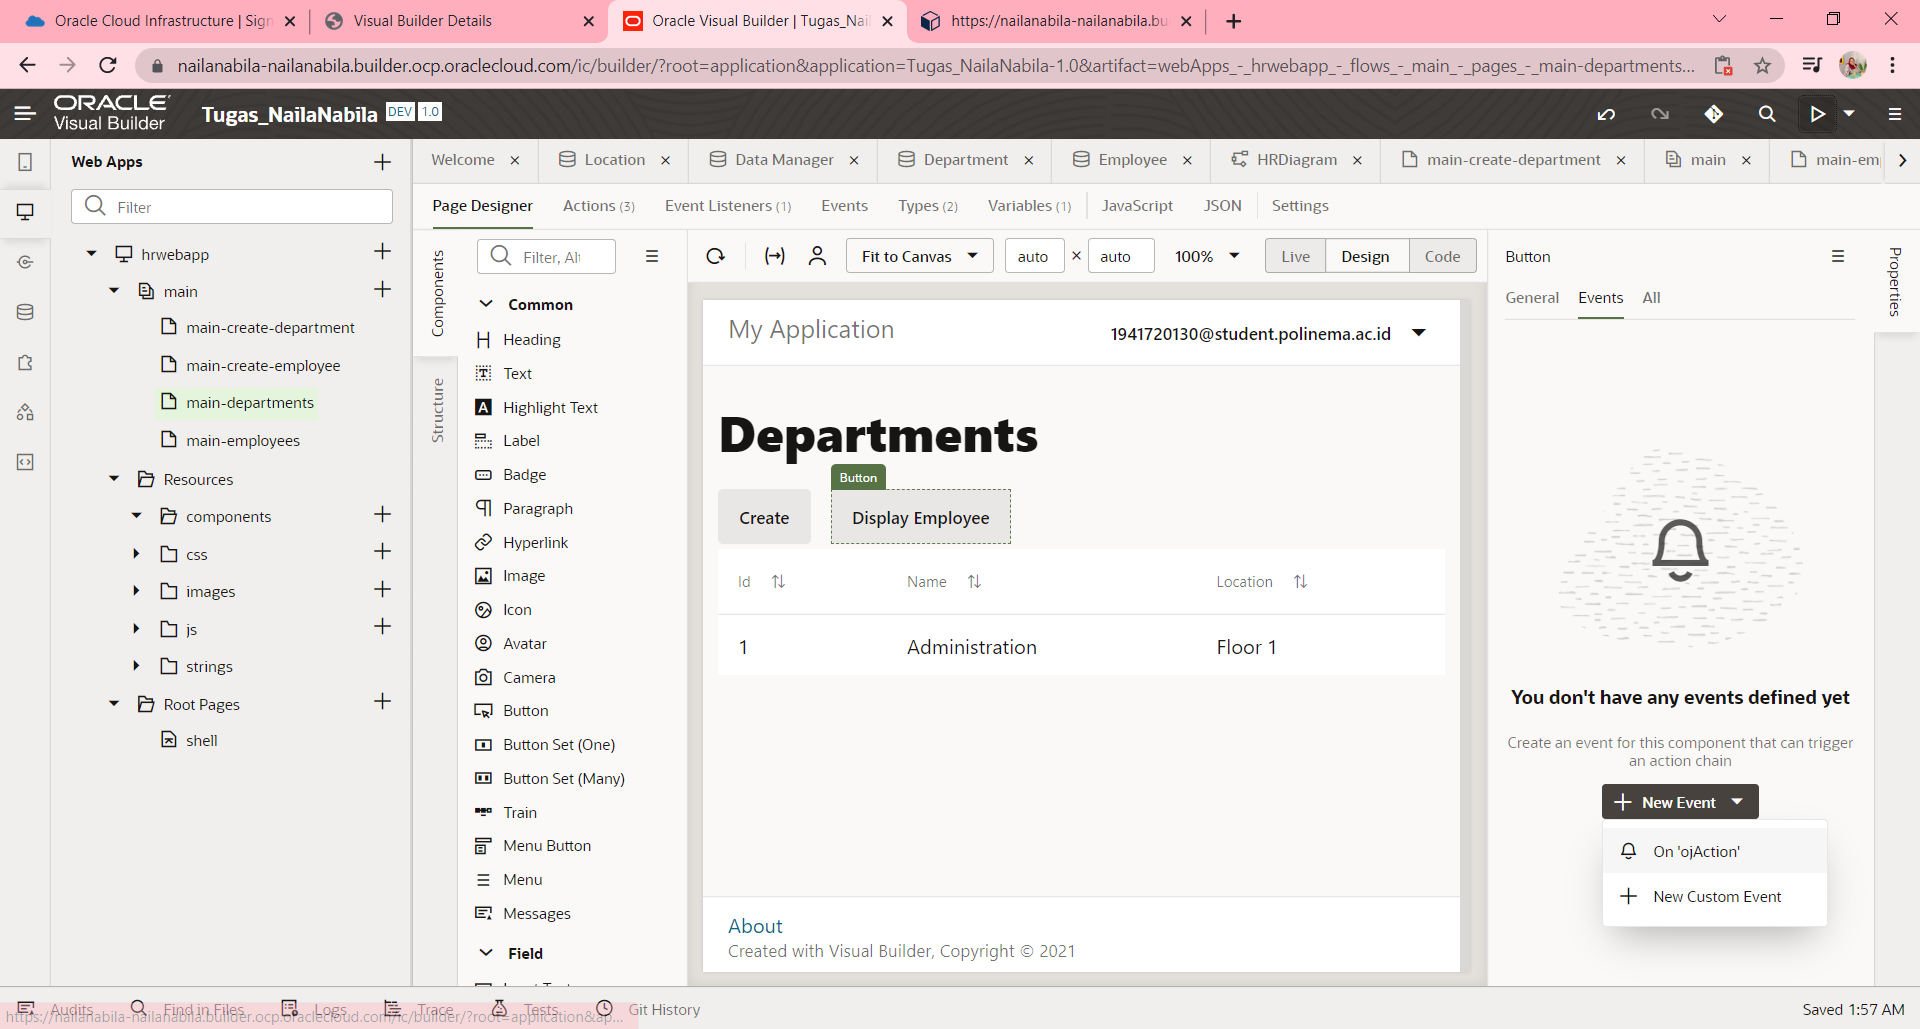 Oracle Cloud Infrastructure | Sign
Visual Builder Details
Oracle Visual Builder | Tugas_Nail
https://nailanabila-nailanabila.bu
nailanabila-nailanabila.builder.ocp.oraclecloud.com/ic/builder/?root=application&application=Tugas_NailaNabila-1.0&artifact=webApps_-_hrwebapp_-_flows_-_main_-_pages_-_main-departments...
ORACLE
Visual Builder
Tugas_NailaNabila DEV 1.0
Web Apps
Filter
hrwebapp
main
main-create-department
main-create-employee
main-departments
main-employees
Resources
components
css
images
js
strings
Root Pages
shell
Welcome
Location
Data Manager
Department
Employee
HRDiagram
main-create-department
main
main-em
Page Designer
Actions (3)
Event Listeners (1)
Events
Types (2)
Variables (1)
JavaScript
JSON
Settings
Components
Structure
Filter, Al
Common
Heading
Text
Highlight Text
Label
Badge
Paragraph
Hyperlink
Image
Icon
Avatar
Camera
Button
Button Set (One)
Button Set (Many)
Train
Menu Button
Menu
Messages
Field
Fit to Canvas
auto × auto
100%
Live
Design
Code
My Application
1941720130@student.polinema.ac.id
Departments
Button
Create
Display Employee
Id
Name
Location
1
Administration
Floor 1
About
Created with Visual Builder, Copyright © 2021
Button
General
Events
All
Properties
You don't have any events defined yet
Create an event for this component that can trigger
an action chain
New Event
On 'ojAction'
New Custom Event
Audits
Find in Files
Logs
Trace
Tests
Git History
Saved 1:57 AM
https://nailanabila-nailanabila.builder.ocp.oraclecloud.com/ic/builder/?root=application&ap...